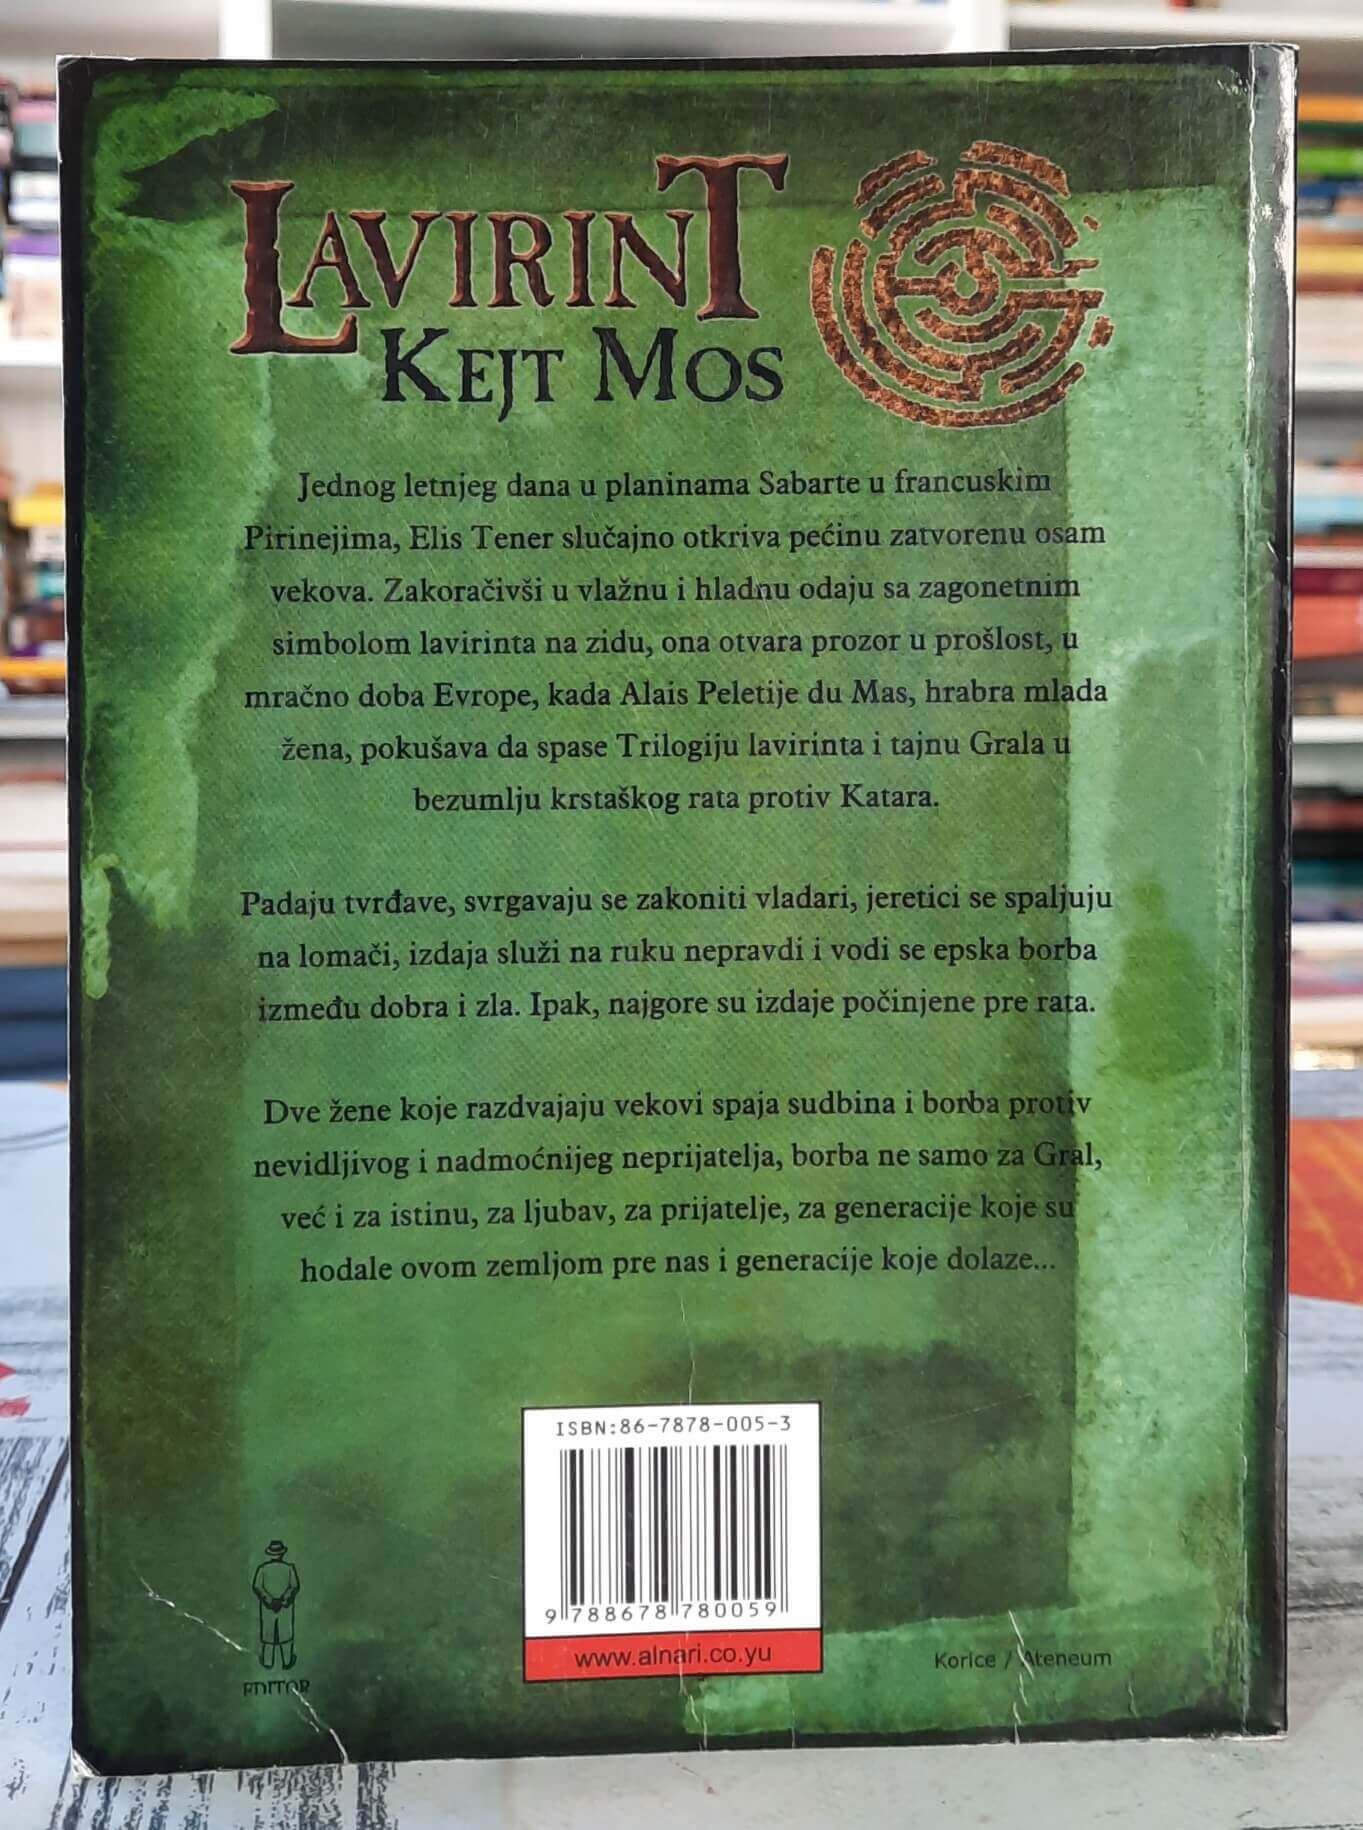 LAVIRINT
KEJT MOS
Jednog letnjeg dana u planinama Sabarte u francuskim
Pirinejima, Elis Tener slučajno otkriva pećinu zatvorenu osam
vekova. Zakoračivši u vlažnu i hladnu odaju sa zagonetnim
simbolom lavirinta na zidu, ona otvara prozor u prošlost, u
mračno doba Evrope, kada Alais Peletije du Mas, hrabra mlada
žena, pokušava da spase Trilogiju lavirinta i tajnu Grala u
bezumlju krstaškog rata protiv Katara.
Padaju tvrđave, svrgavaju se zakoniti vladari, jeretici se spaljuju
na lomači, izdaja služi na ruku nepravdi i vodi se epska borba
između dobra i zla. Ipak, najgore su izdaje počinjene pre rata.
Dve žene koje razdvajaju vekovi spaja sudbina i borba protiv
nevidljivog i nadmoćnijeg neprijatelja, borba ne samo za Gral,
već i za istinu, za ljubav, za prijatelje, za generacije koje su
hodale ovom zemljom pre nas i generacije koje dolaze...
ISBN:86-7878-005-3
9 788678 780059
www.alnari.co.yu
EDITOR
Korice / Ateneum